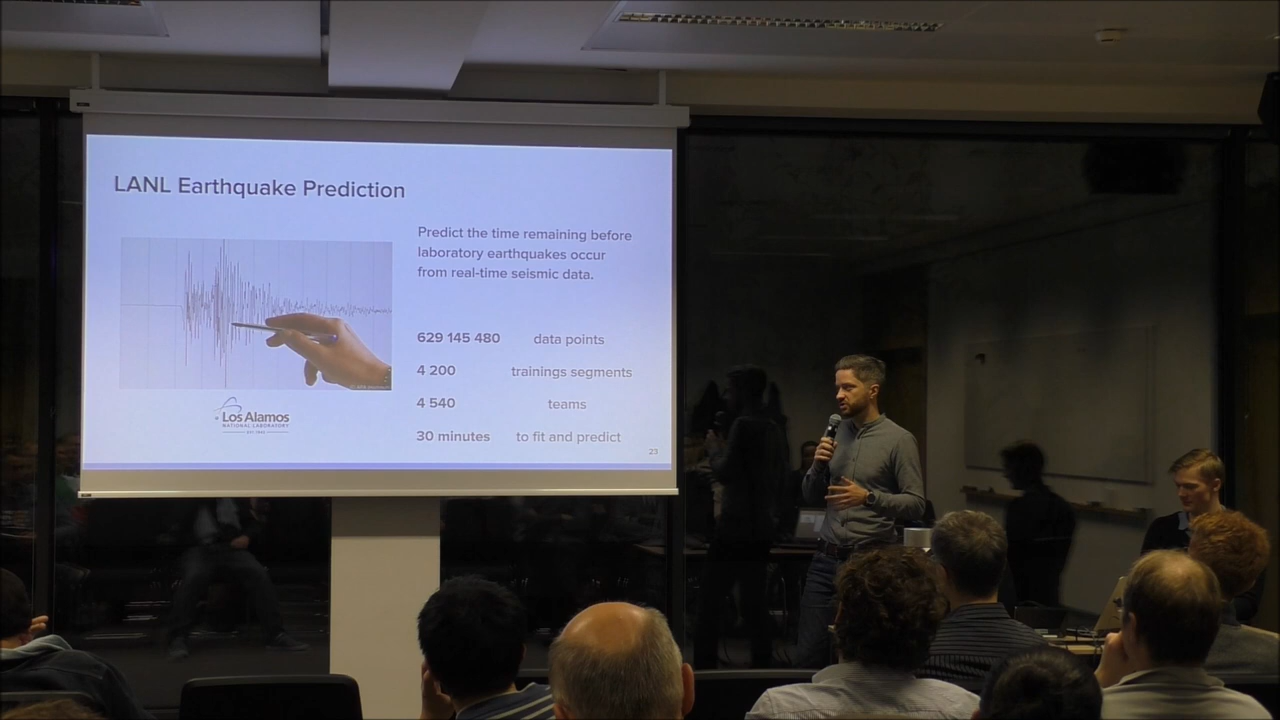 LANL Earthquake Prediction
Predict the time remaining before
laboratory earthquakes occur
from real-time seismic data.
629 145 480 data points
4 200 trainings segments
4 540 teams
30 minutes to fit and predict
Los Alamos
NATIONAL LABORATORY
EST. 1943
23